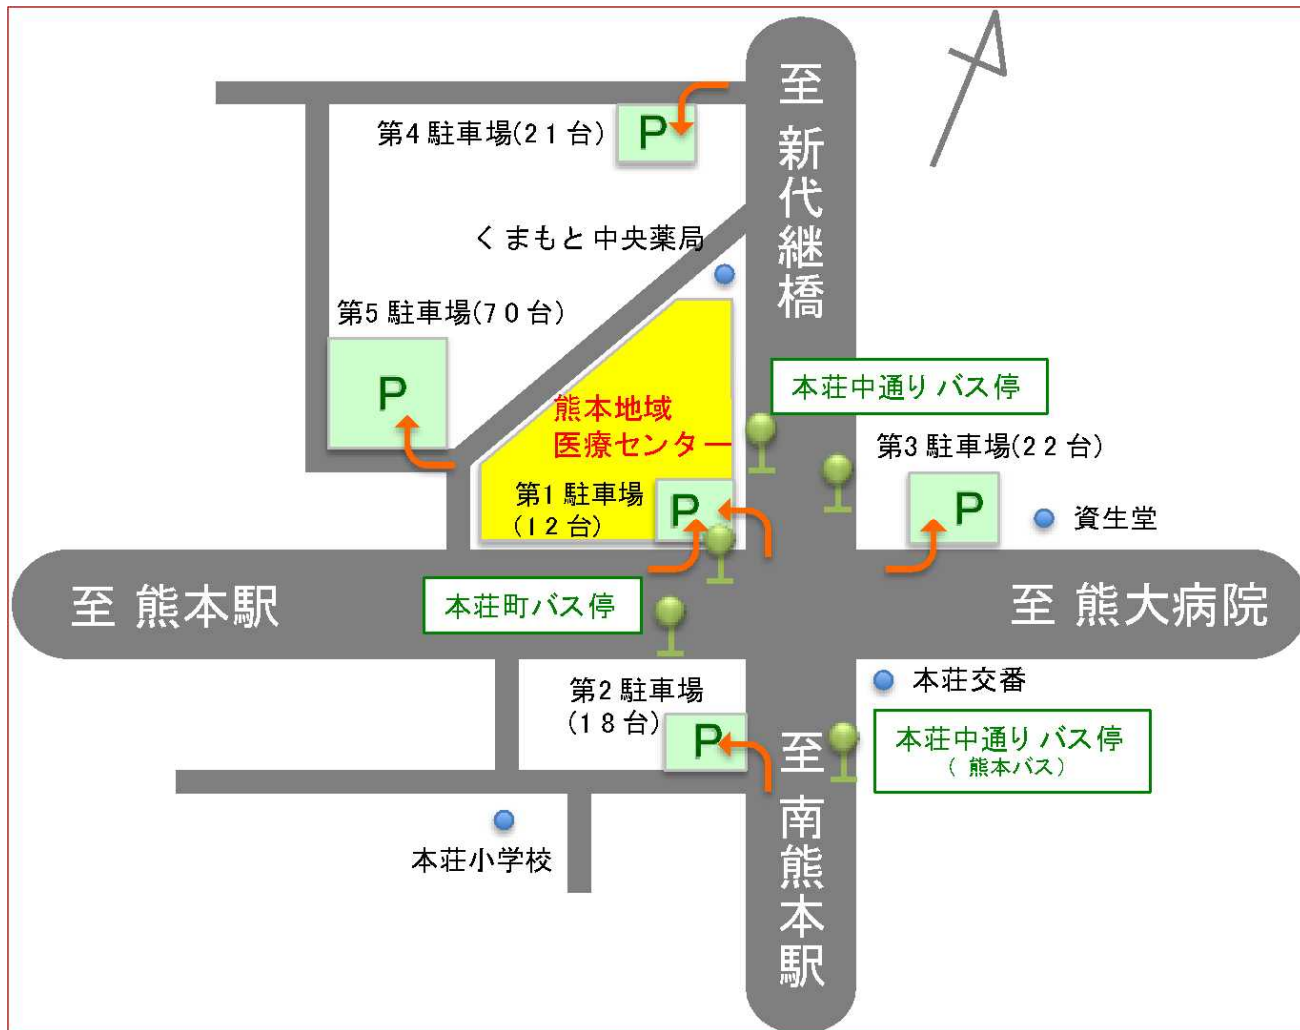 至 新代継橋
P
第4駐車場(21台)
くまもと中央薬局
第5駐車場(70台)
P
本荘中通り バス停
熊本地域
医療センター
第3駐車場(22台)
P
資生堂
第1駐車場
(12台)
P
至 熊本駅
本荘町バス停
至 熊大病院
第2駐車場
(18台)
P
本荘交番
本荘中通り バス停
(熊本バス)
至 南熊本駅
本荘小学校